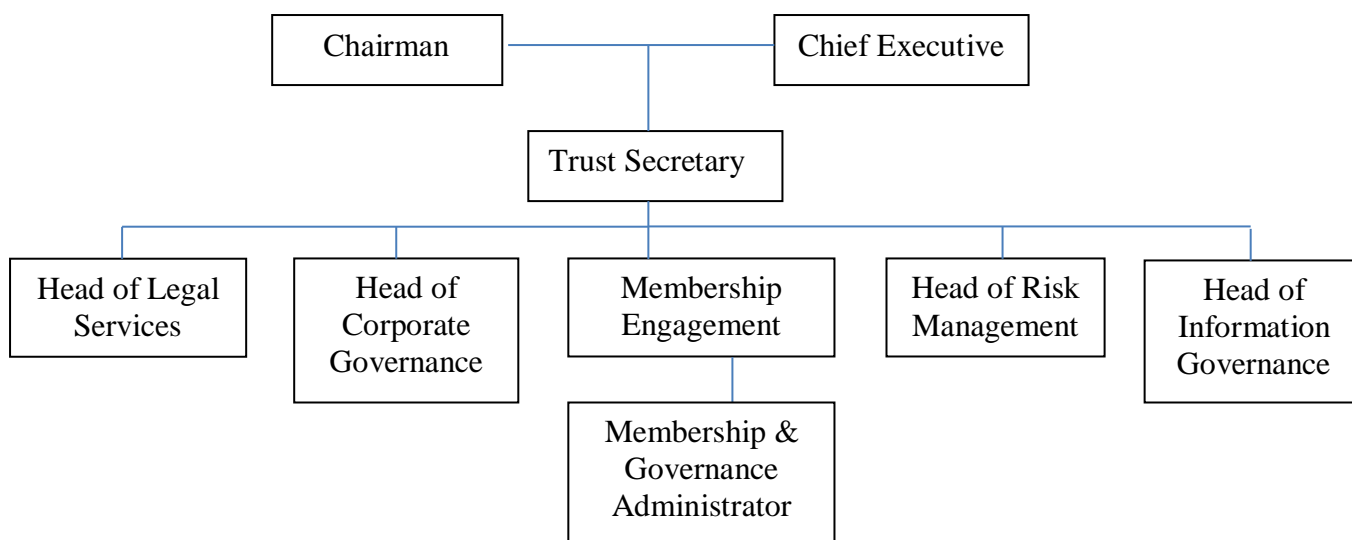 Chairman
Chief Executive
Trust Secretary
Head of Legal
Services
Head of
Corporate
Governance
Membership
Engagement
Head of Risk
Management
Head of
Information
Governance
Membership &
Governance
Administrator